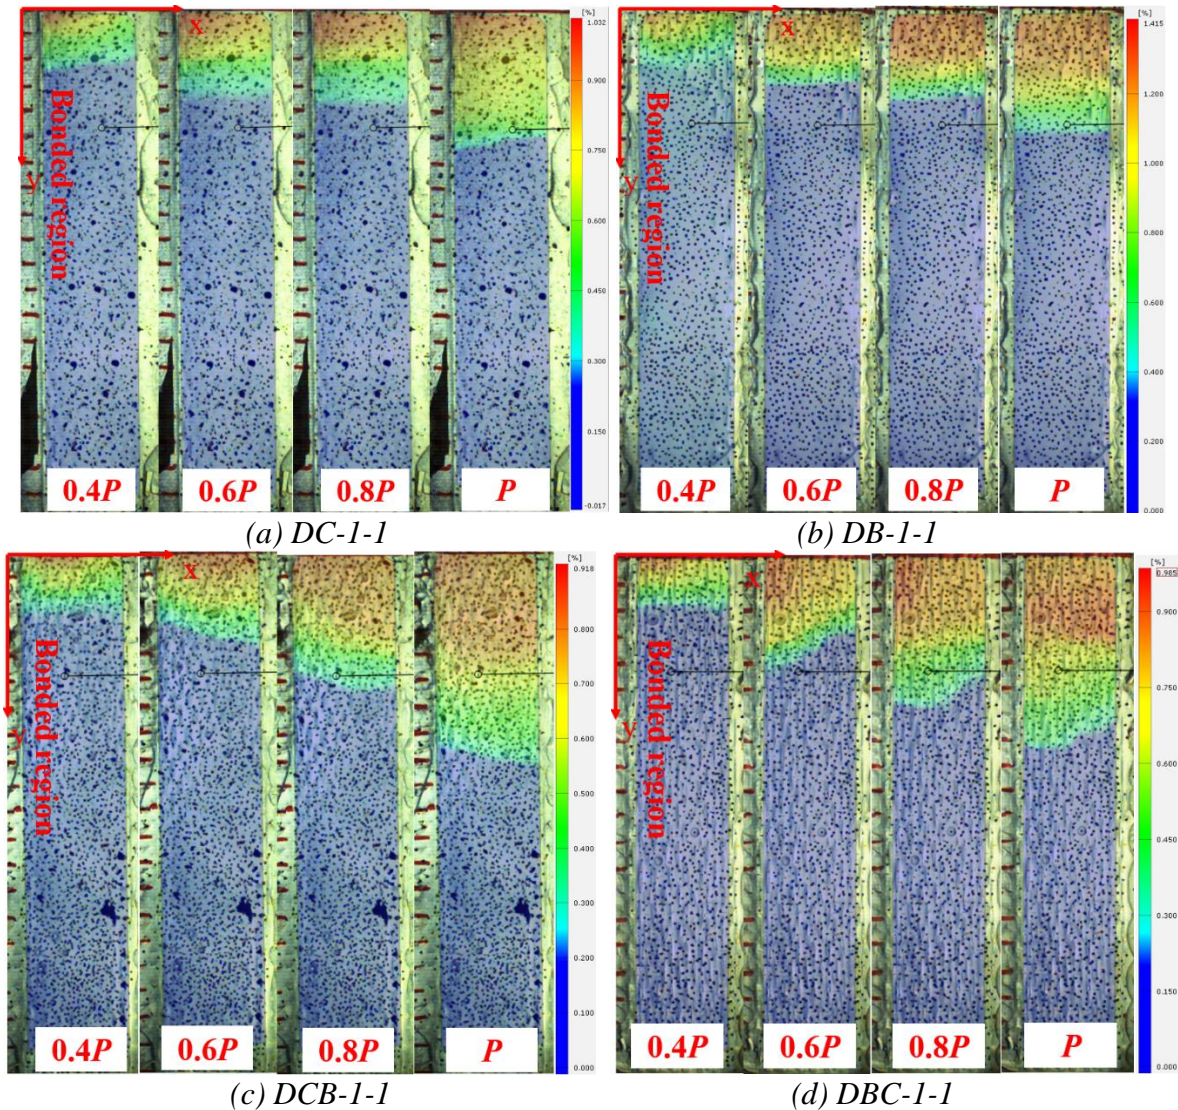 x
y
Bonded region
0.4P
0.6P
0.8P
P
[%]
1.032
0.900
0.750
0.600
0.450
0.300
0.150
-0.017
(a) DC-1-1
x
y
Bonded region
0.4P
0.6P
0.8P
P
[%]
1.415
1.200
1.000
0.800
0.600
0.400
0.200
0.000
(b) DB-1-1
x
y
Bonded region
0.4P
0.6P
0.8P
P
[%]
0.918
0.800
0.700
0.600
0.500
0.400
0.300
0.200
0.100
0.000
(c) DCB-1-1
x
y
Bonded region
0.4P
0.6P
0.8P
P
[%]
0.985
0.900
0.750
0.600
0.450
0.300
0.150
0.000
(d) DBC-1-1